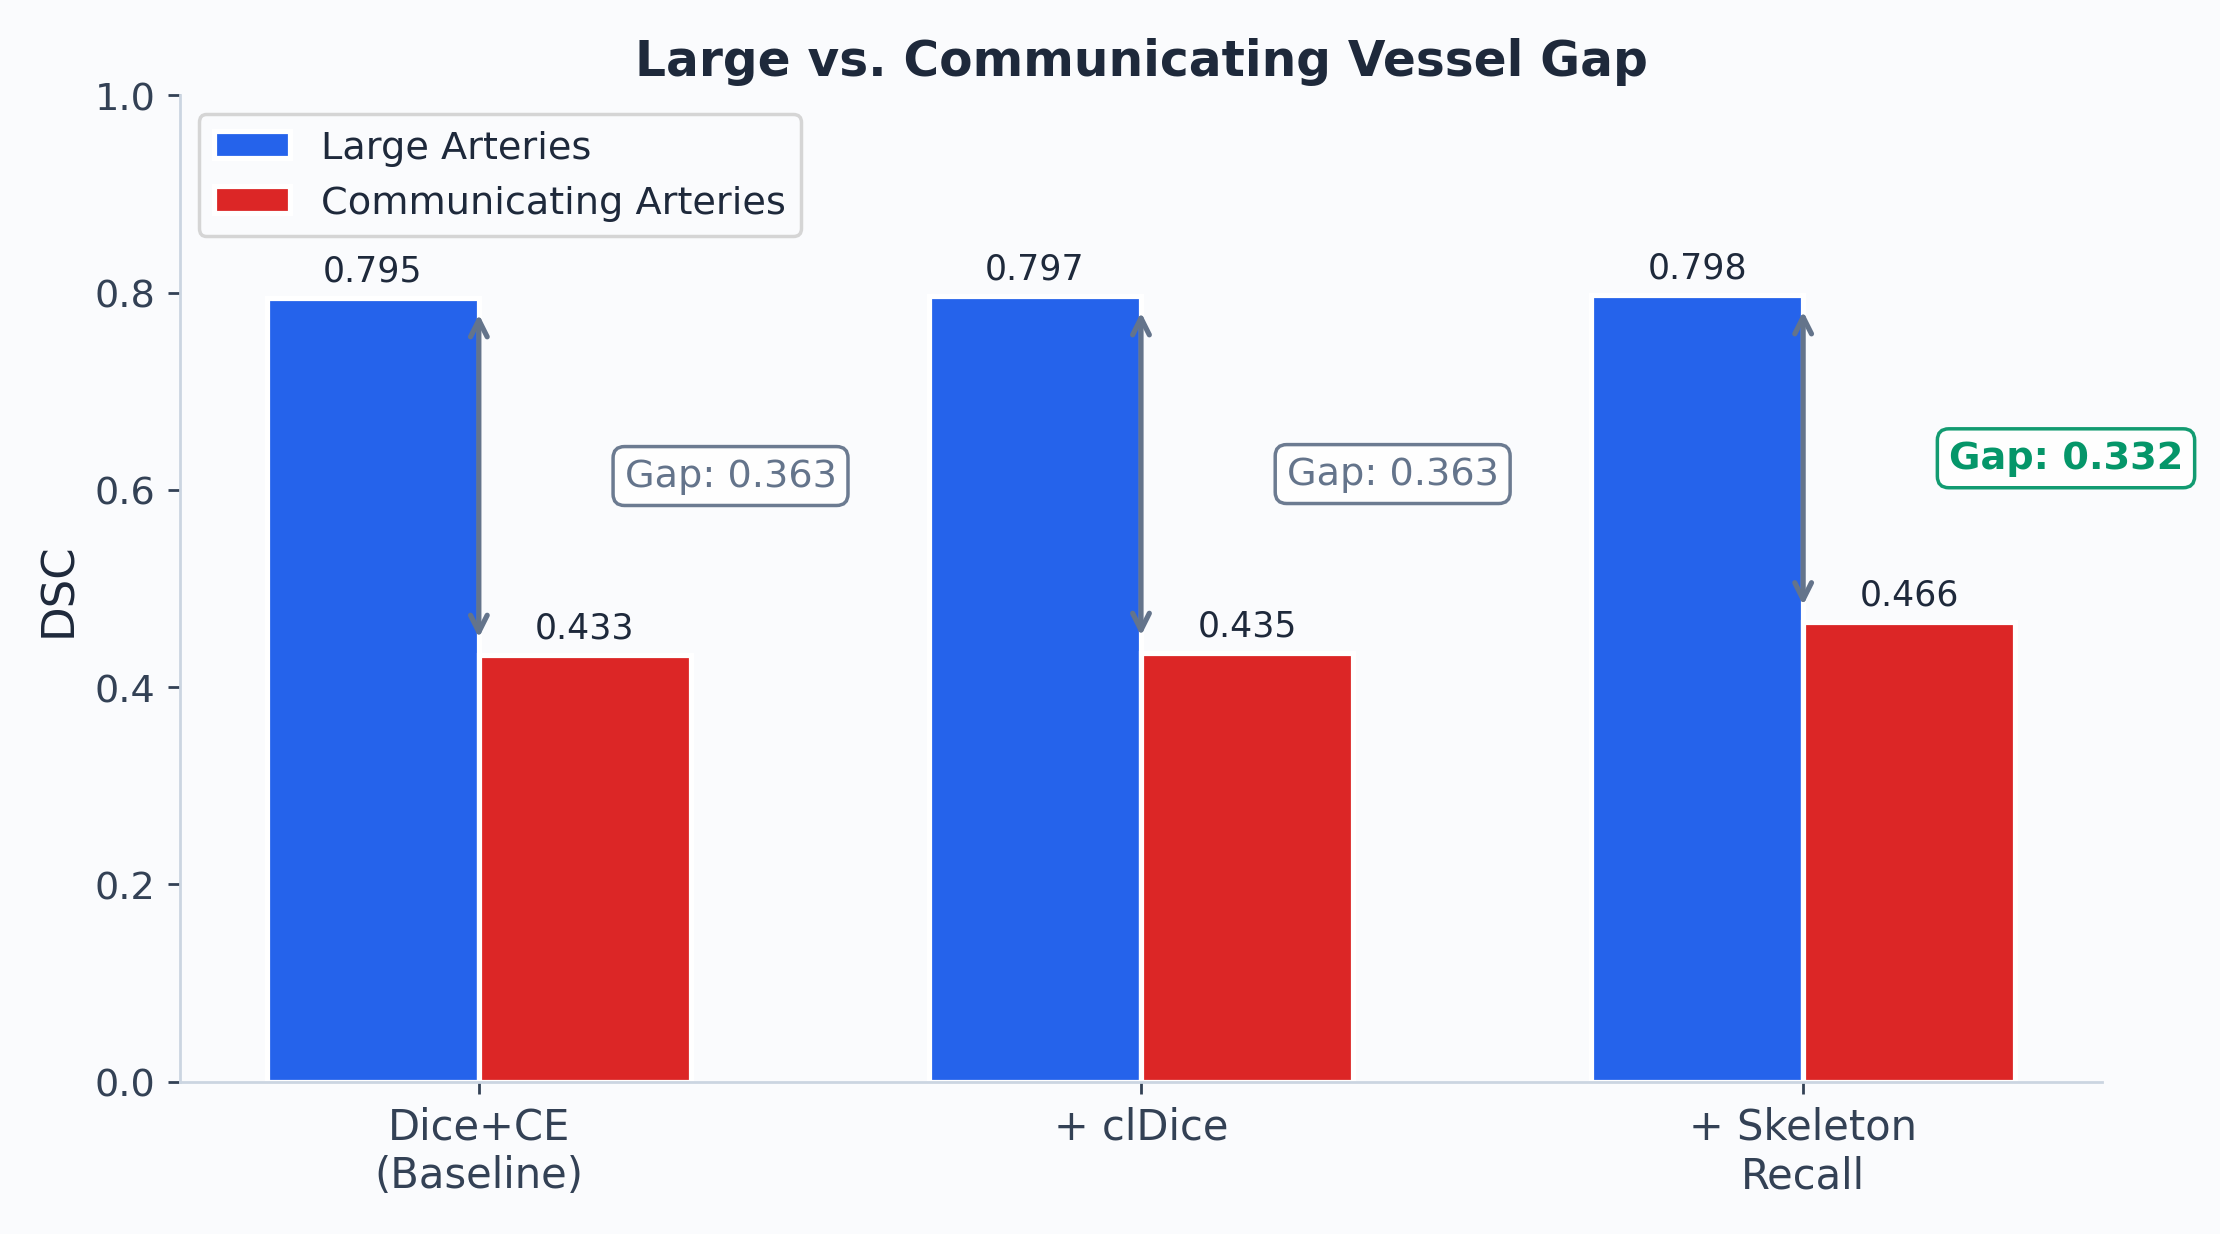 Large vs. Communicating Vessel Gap
Large Arteries
Communicating Arteries
DSC
1.0
0.8
0.6
0.4
0.2
0.0
0.795
0.433
Gap: 0.363
0.797
0.435
Gap: 0.363
0.798
0.466
Gap: 0.332
Dice+CE
(Baseline)
+ clDice
+ Skeleton
Recall